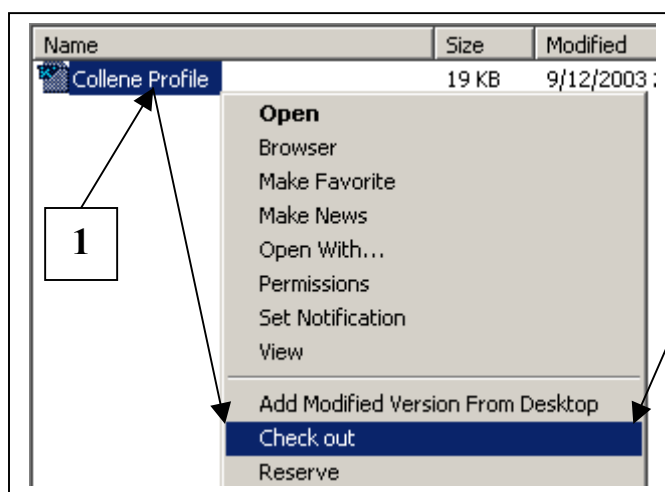 Name Size Modified
Collene Profile 19 KB 9/12/2003
Open
Browser
Make Favorite
Make News
1
Open With...
Permissions
Set Notification
View
Add Modified Version From Desktop
Check out
Reserve